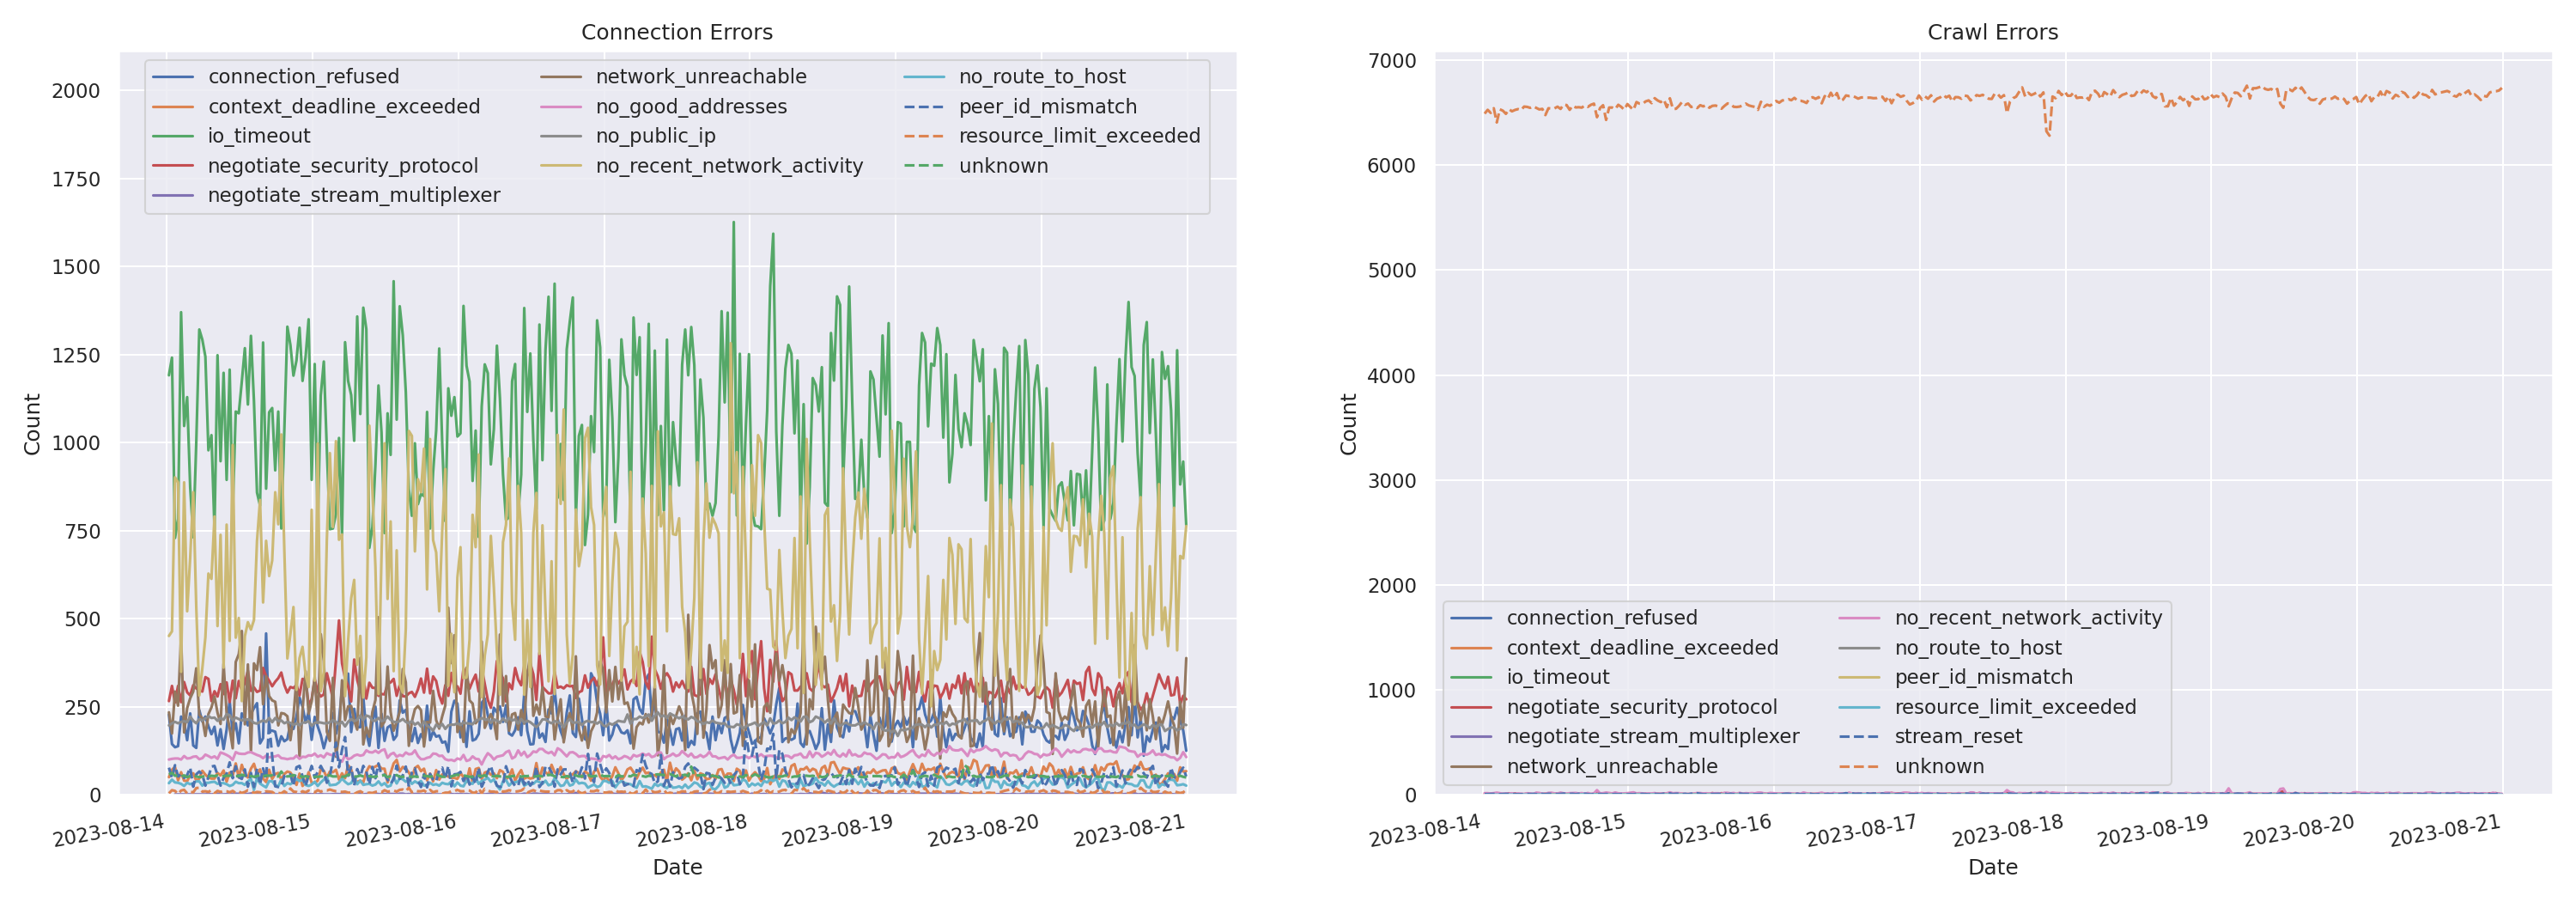 Connection Errors
connection_refused
context_deadline_exceeded
io_timeout
negotiate_security_protocol
negotiate_stream_multiplexer
network_unreachable
no_good_addresses
no_public_ip
no_recent_network_activity
no_route_to_host
peer_id_mismatch
resource_limit_exceeded
unknown
2000
1750
1500
1250
1000
750
500
250
0
Count
2023-08-14
2023-08-15
2023-08-16
2023-08-17
2023-08-18
2023-08-19
2023-08-20
2023-08-21
Date
Crawl Errors
7000
6000
5000
4000
3000
2000
1000
0
Count
connection_refused
context_deadline_exceeded
io_timeout
negotiate_security_protocol
negotiate_stream_multiplexer
network_unreachable
no_recent_network_activity
no_route_to_host
peer_id_mismatch
resource_limit_exceeded
stream_reset
unknown
2023-08-14
2023-08-15
2023-08-16
2023-08-17
2023-08-18
2023-08-19
2023-08-20
2023-08-21
Date